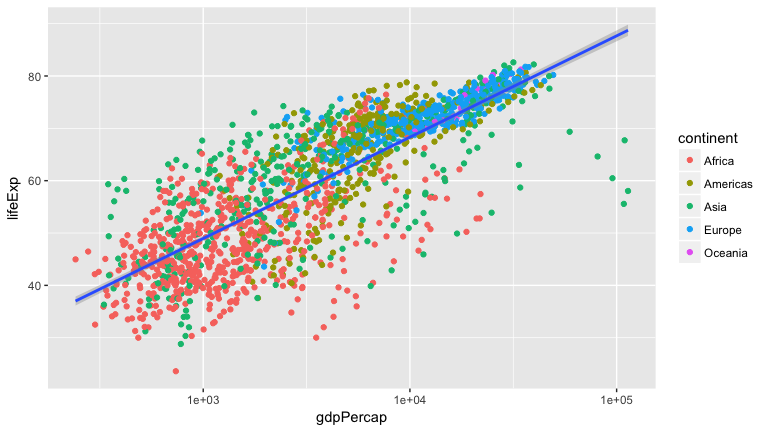 80
60
40
lifeExp
1e+03
1e+04
1e+05
gdpPercap
continent
Africa
Americas
Asia
Europe
Oceania